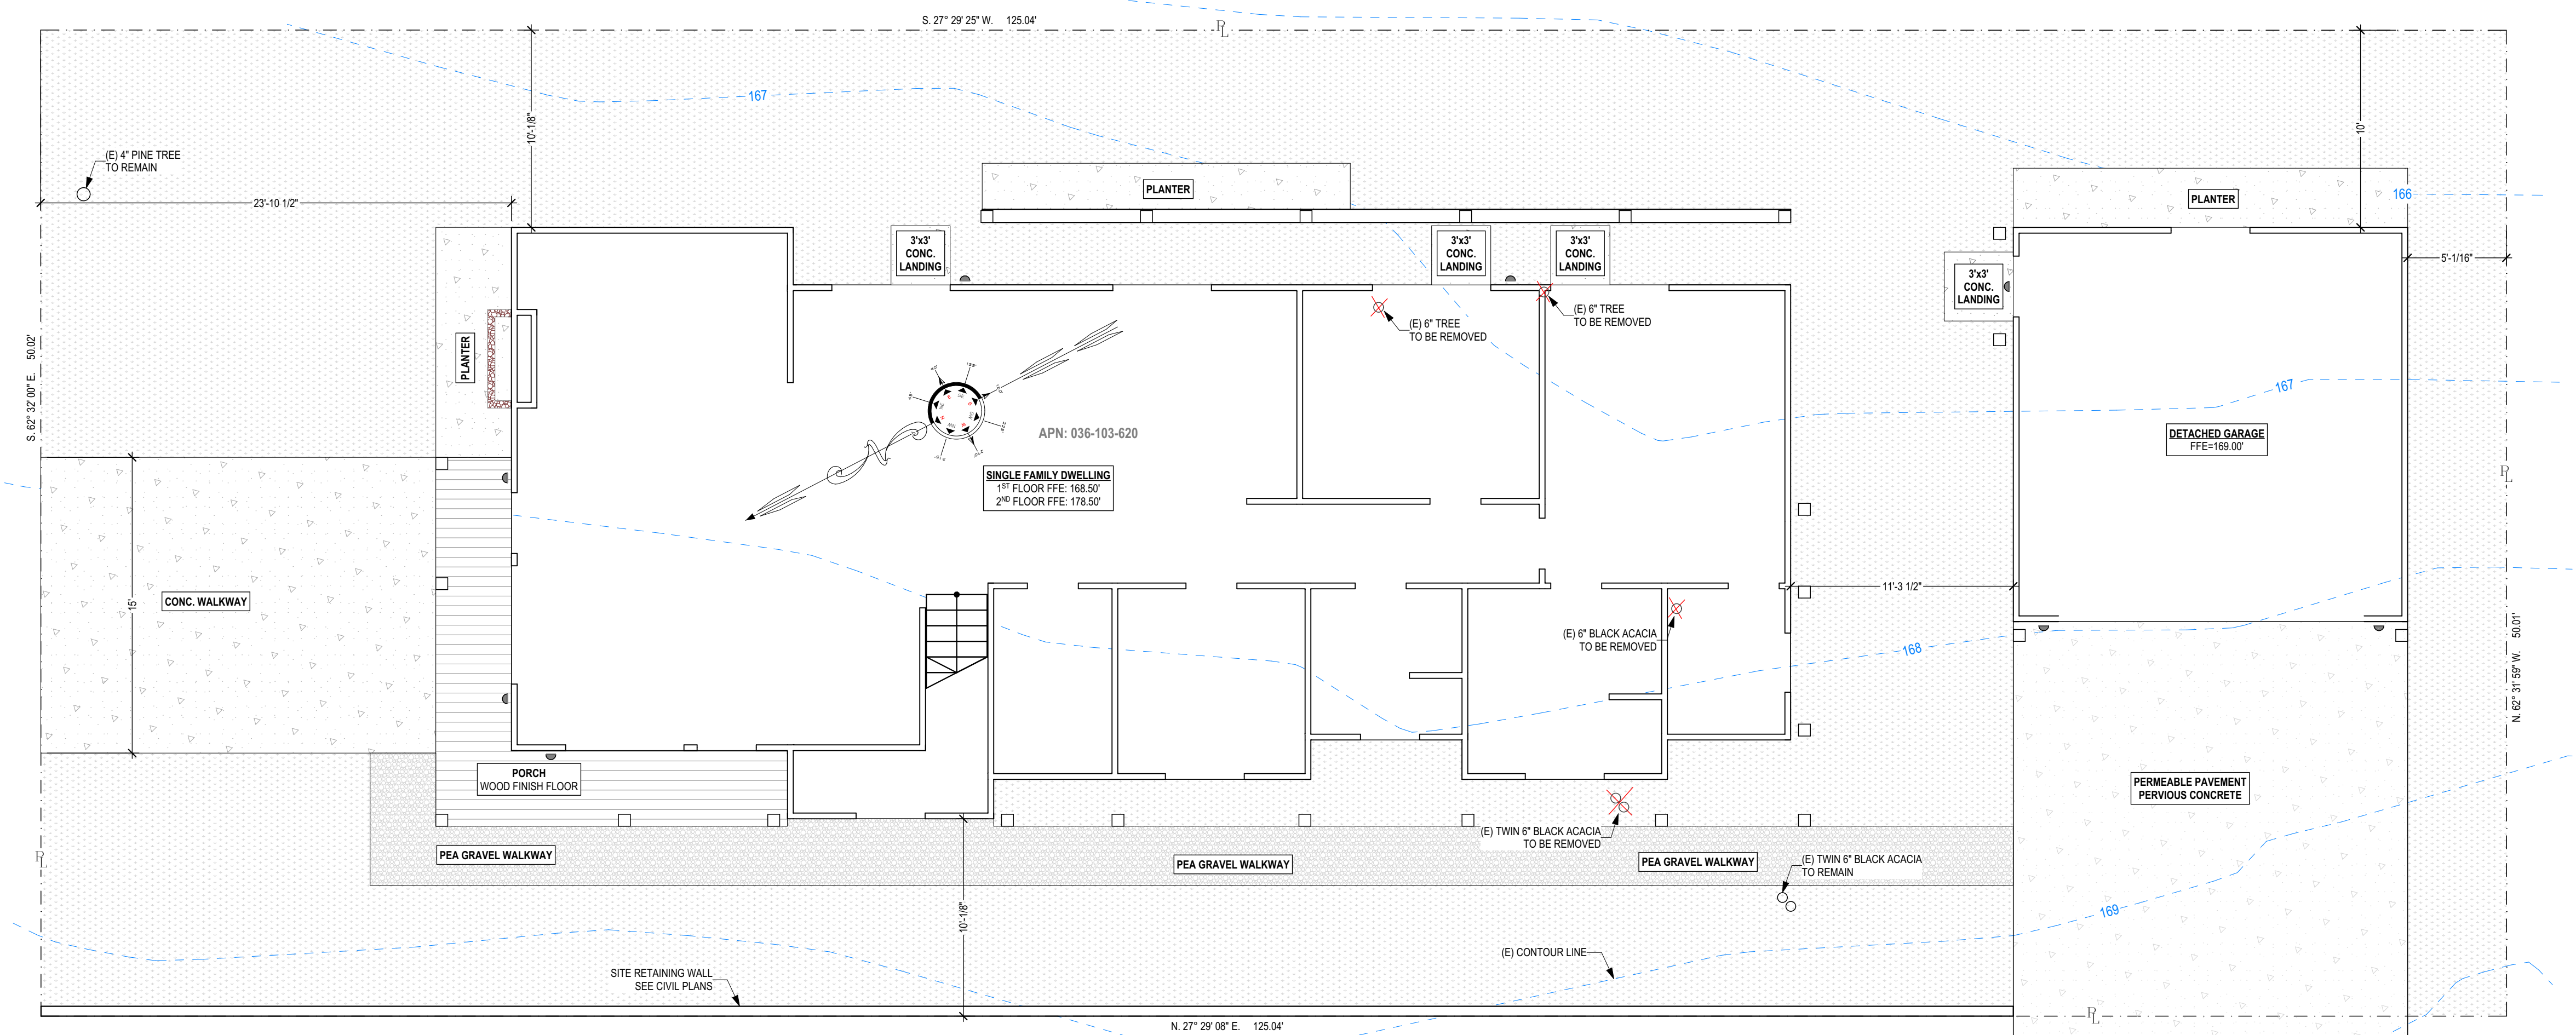 S. 27° 29' 25" W. 125.04'
PL
167
10'-1/8"
10'
(E) 4" PINE TREE
TO REMAIN
PLANTER
166
PLANTER
23'-10 1/2"
3'x3'
CONC.
LANDING
3'x3'
CONC.
LANDING
3'x3'
CONC.
LANDING
5'-1/16"
3'x3'
CONC.
LANDING
(E) 6" TREE
TO BE REMOVED
(E) 6" TREE
TO BE REMOVED
PLANTER
S. 62° 32' 00" E. 50.02'
167
APN: 036-103-620
DETACHED GARAGE
FFE=169.00'
SINGLE FAMILY DWELLING
1ST FLOOR FFE: 168.50'
2ND FLOOR FFE: 178.50'
PL
11'-3 1/2"
CONC. WALKWAY
15'
(E) 6" BLACK ACACIA
TO BE REMOVED
168
N. 62° 31' 59" W. 50.01'
PORCH
WOOD FINISH FLOOR
PERMEABLE PAVEMENT
PERVIOUS CONCRETE
(E) TWIN 6" BLACK ACACIA
TO BE REMOVED
PL
PEA GRAVEL WALKWAY
PEA GRAVEL WALKWAY
PEA GRAVEL WALKWAY
(E) TWIN 6" BLACK ACACIA
TO REMAIN
10'-1/8"
169
(E) CONTOUR LINE
SITE RETAINING WALL
SEE CIVIL PLANS
PL
N. 27° 29' 08" E. 125.04'